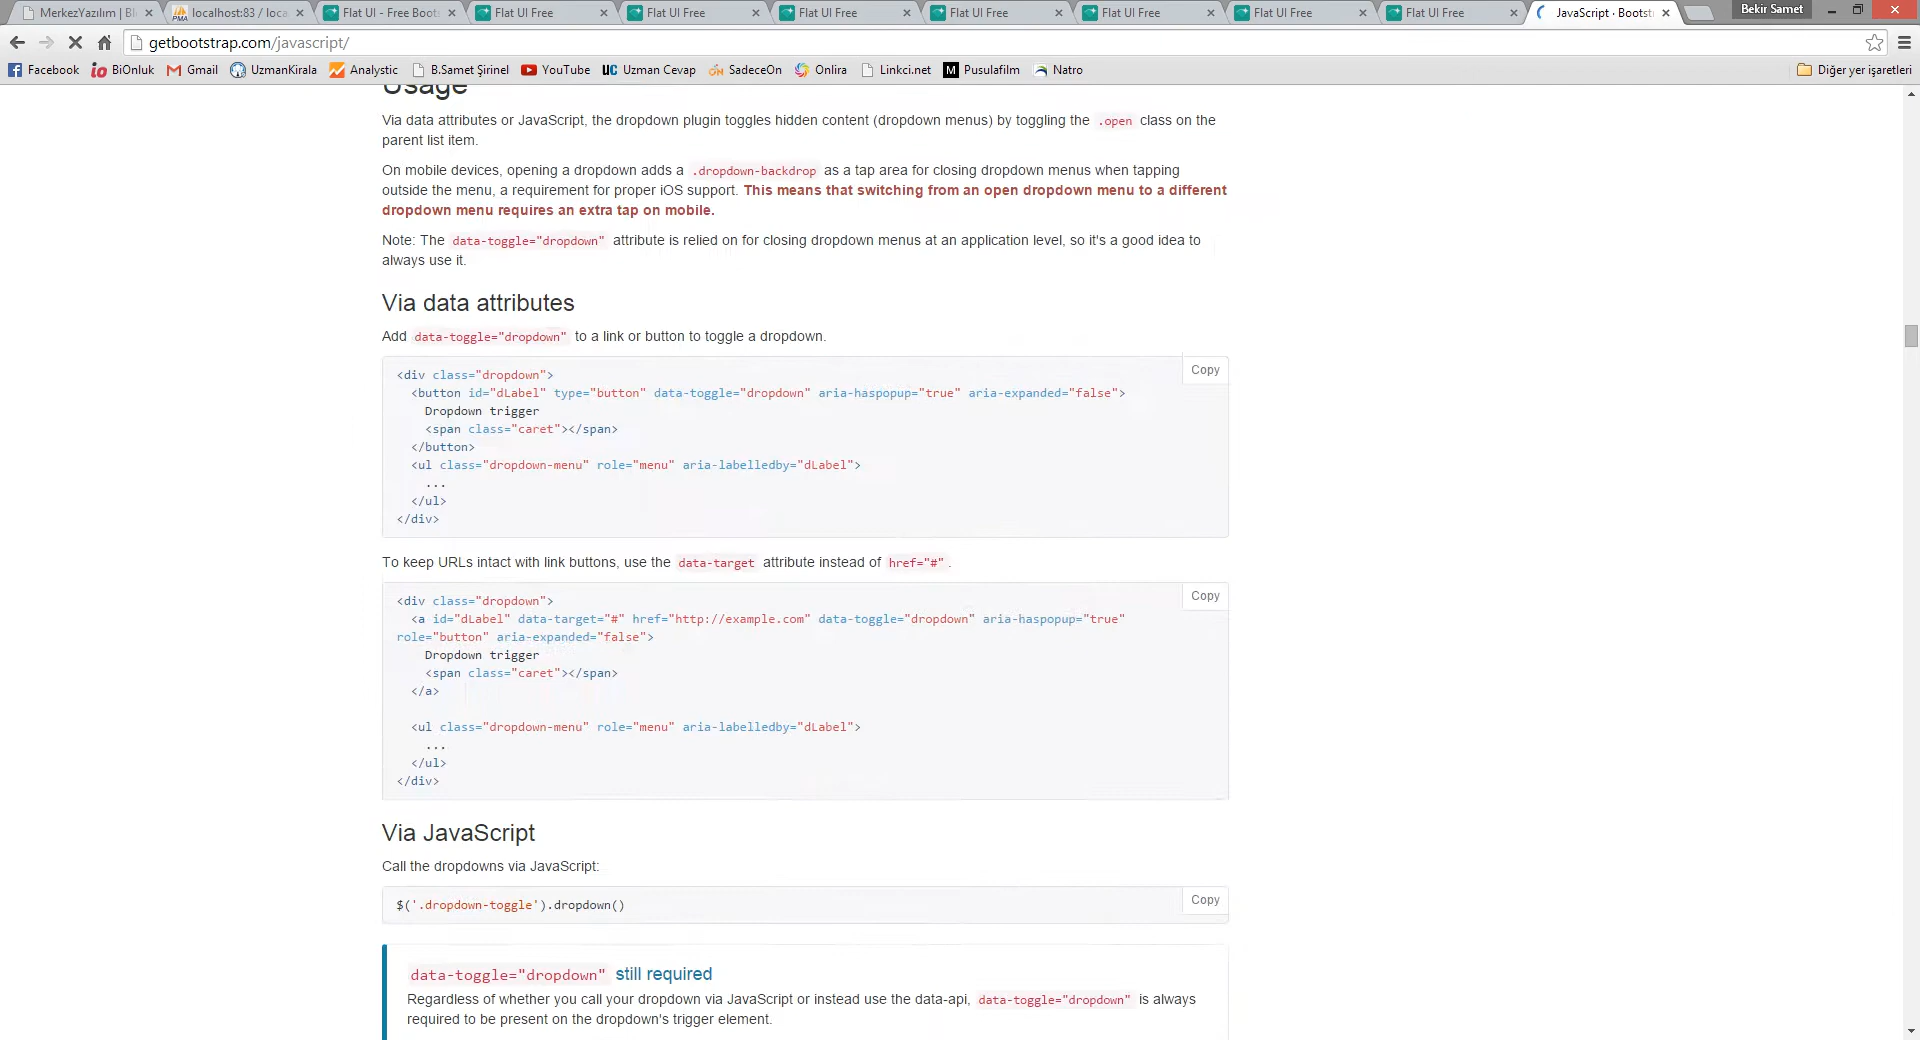 MerkezYazılım | Bl
localhost:83 / loca
Flat UI - Free Boots
Flat UI Free
Flat UI Free
Flat UI Free
Flat UI Free
Flat UI Free
Flat UI Free
Flat UI Free
JavaScript · Bootst
Bekir Samet
getbootstrap.com/javascript/
Facebook
BiOnluk
Gmail
UzmanKirala
Analystic
B.Samet Şirinel
YouTube
UC Uzman Cevap
SadeceOn
Onlira
Linkci.net
M Pusulafilm
Natro
Diğer yer işaretleri
Usage
Via data attributes or JavaScript, the dropdown plugin toggles hidden content (dropdown menus) by toggling the .open class on the
parent list item.
On mobile devices, opening a dropdown adds a .dropdown-backdrop as a tap area for closing dropdown menus when tapping
outside the menu, a requirement for proper iOS support. This means that switching from an open dropdown menu to a different
dropdown menu requires an extra tap on mobile.
Note: The data-toggle="dropdown" attribute is relied on for closing dropdown menus at an application level, so it's a good idea to
always use it.
Via data attributes
Add data-toggle="dropdown" to a link or button to toggle a dropdown.
Copy
<div class="dropdown">
  <button id="dLabel" type="button" data-toggle="dropdown" aria-haspopup="true" aria-expanded="false">
    Dropdown trigger
    <span class="caret"></span>
  </button>
  <ul class="dropdown-menu" role="menu" aria-labelledby="dLabel">
    ...
  </ul>
</div>
To keep URLs intact with link buttons, use the data-target attribute instead of href="#".
Copy
<div class="dropdown">
  <a id="dLabel" data-target="#" href="http://example.com" data-toggle="dropdown" aria-haspopup="true"
role="button" aria-expanded="false">
    Dropdown trigger
    <span class="caret"></span>
  </a>
  <ul class="dropdown-menu" role="menu" aria-labelledby="dLabel">
    ...
  </ul>
</div>
Via JavaScript
Call the dropdowns via JavaScript:
$('.dropdown-toggle').dropdown()
Copy
data-toggle="dropdown" still required
Regardless of whether you call your dropdown via JavaScript or instead use the data-api, data-toggle="dropdown" is always
required to be present on the dropdown's trigger element.